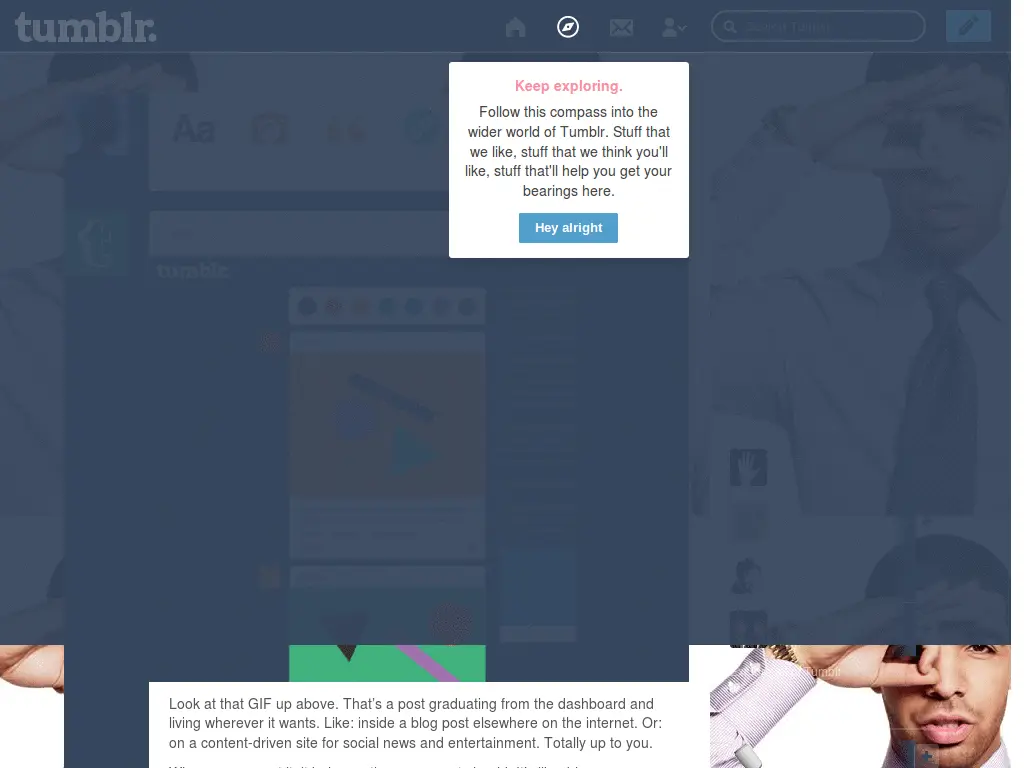 tumblr.
Search Tumblr
Keep exploring.
Follow this compass into the
wider world of Tumblr. Stuff that
we like, stuff that we think you'll
like, stuff that'll help you get your
bearings here.
Hey alright
Aa
tumblr.
Look at that GIF up above. That's a post graduating from the dashboard and
living wherever it wants. Like: inside a blog post elsewhere on the internet. Or:
on a content-driven site for social news and entertainment. Totally up to you.